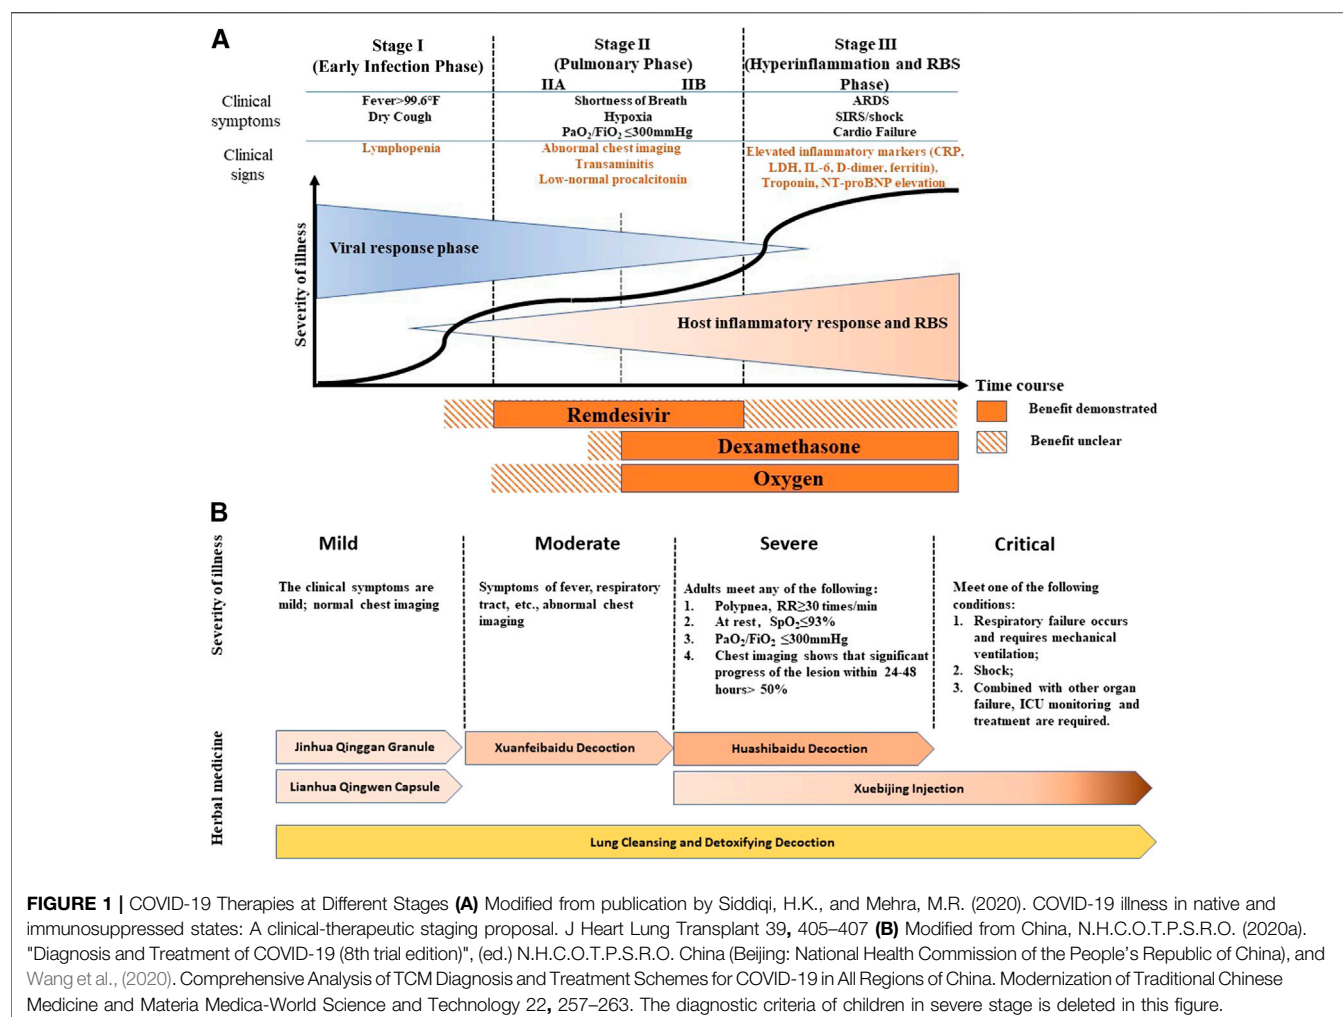 A
Stage I
(Early Infection Phase)
Stage II
(Pulmonary Phase)
IIA IIB
Stage III
(Hyperinflammation and RBS
Phase)
Clinical
symptoms
Fever>99.6°F
Dry Cough
Shortness of Breath
Hypoxia
PaO2/FiO2 ≤300mmHg
ARDS
SIRS/shock
Cardio Failure
Clinical
signs
Lymphopenia
Abnormal chest imaging
Transaminitis
Low-normal procalcitonin
Elevated inflammatory markers (CRP,
LDH, IL-6, D-dimer, ferritin),
Troponin, NT-proBNP elevation
Severity of illness
Viral response phase
Host inflammatory response and RBS
Time course
Remdesivir
Dexamethasone
Oxygen
Benefit demonstrated
Benefit unclear
B
Severity of illness
Mild
The clinical symptoms are
mild; normal chest imaging
Moderate
Symptoms of fever, respiratory
tract, etc., abnormal chest
imaging
Severe
Adults meet any of the following:
1. Polypnea, RR≥30 times/min
2. At rest, SpO2≤93%
3. PaO2/FiO2 ≤300mmHg
4. Chest imaging shows that significant
progress of the lesion within 24-48
hours> 50%
Critical
Meet one of the following
conditions:
1. Respiratory failure occurs
and requires mechanical
ventilation;
2. Shock;
3. Combined with other organ
failure, ICU monitoring and
treatment are required.
Herbal medicine
Jinhua Qinggan Granule
Xuanfeibaidu Decoction
Huashibaidu Decoction
Lianhua Qingwen Capsule
Xuebijing Injection
Lung Cleansing and Detoxifying Decoction
FIGURE 1 | COVID-19 Therapies at Different Stages (A) Modified from publication by Siddiqi, H.K., and Mehra, M.R. (2020). COVID-19 illness in native and
immunosuppressed states: A clinical-therapeutic staging proposal. J Heart Lung Transplant 39, 405–407 (B) Modified from China, N.H.C.O.T.P.S.R.O. (2020a).
"Diagnosis and Treatment of COVID-19 (8th trial edition)", (ed.) N.H.C.O.T.P.S.R.O. China (Beijing: National Health Commission of the People's Republic of China), and
Wang et al., (2020). Comprehensive Analysis of TCM Diagnosis and Treatment Schemes for COVID-19 in All Regions of China. Modernization of Traditional Chinese
Medicine and Materia Medica-World Science and Technology 22, 257–263. The diagnostic criteria of children in severe stage is deleted in this figure.